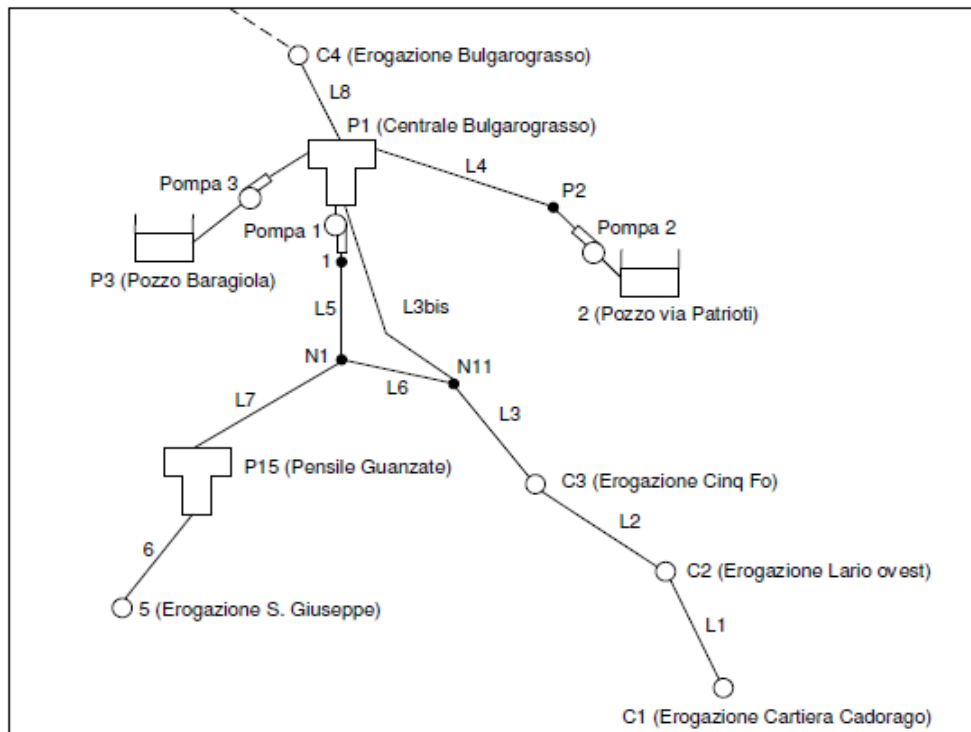 C4 (Erogazione Bulgarograsso)
L8
P1 (Centrale Bulgarograsso)
L4
Pompa 3
P2
Pompa 1
Pompa 2
1
P3 (Pozzo Baragiola)
L5
L3bis
2 (Pozzo via Patrioti)
N1
N11
L6
L7
L3
P15 (Pensile Guanzate)
C3 (Erogazione Cinq Fo)
L2
6
C2 (Erogazione Lario ovest)
5 (Erogazione S. Giuseppe)
L1
C1 (Erogazione Cartiera Cadorago)